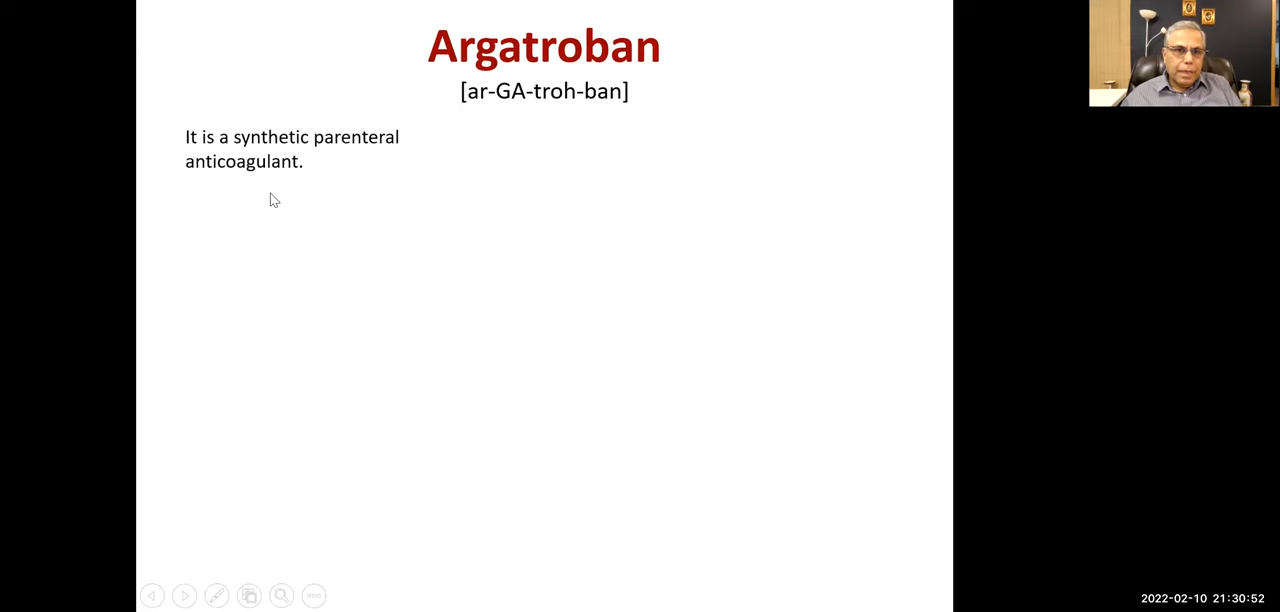 Argatroban
[ar-GA-troh-ban]
It is a synthetic parenteral
anticoagulant.
2022-02-10 21:30:52